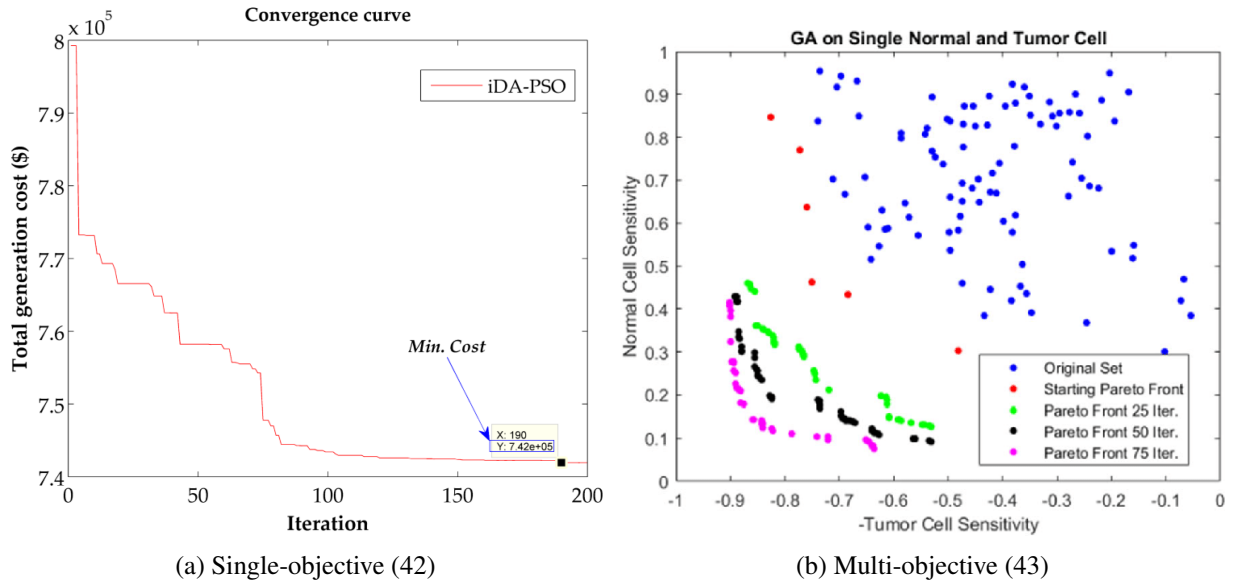 Convergence curve
x 10^5
8
7.9
7.8
7.7
7.6
7.5
7.4
0
50
100
150
200
Total generation cost ($)
Iteration
iDA-PSO
Min. Cost
X: 190
Y: 7.42e+05
(a) Single-objective (42)
GA on Single Normal and Tumor Cell
1
0.9
0.8
0.7
0.6
0.5
0.4
0.3
0.2
0.1
0
-1
-0.9
-0.8
-0.7
-0.6
-0.5
-0.4
-0.3
-0.2
-0.1
0
Normal Cell Sensitivity
-Tumor Cell Sensitivity
Original Set
Starting Pareto Front
Pareto Front 25 Iter.
Pareto Front 50 Iter.
Pareto Front 75 Iter.
(b) Multi-objective (43)